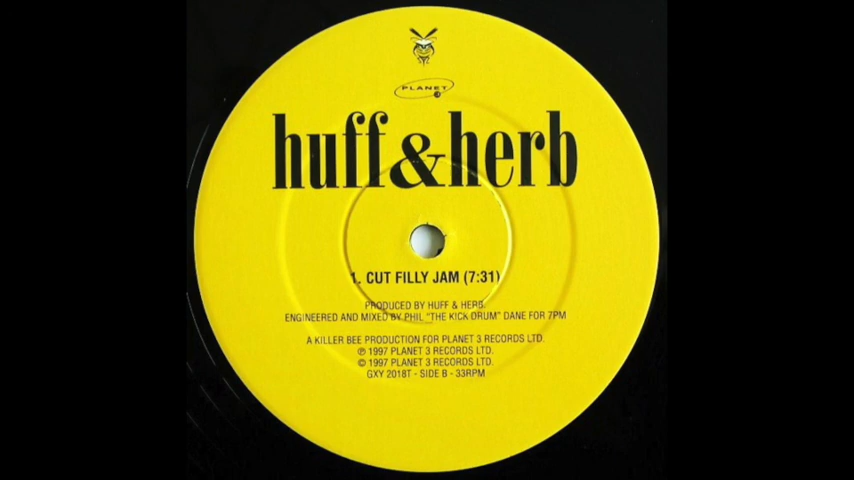 PLANET 3
huff & herb
1. CUT FILLY JAM (7:31)
PRODUCED BY HUFF & HERB.
ENGINEERED AND MIXED BY PHIL "THE KICK DRUM" DANE FOR 7PM
A KILLER BEE PRODUCTION FOR PLANET 3 RECORDS LTD.
℗ 1997 PLANET 3 RECORDS LTD.
© 1997 PLANET 3 RECORDS LTD.
GXY 2018T - SIDE B - 33RPM